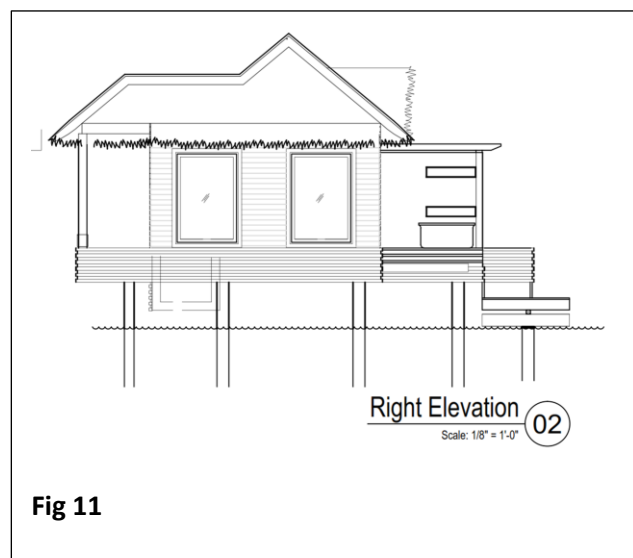 Right Elevation
02
Scale: 1/8" = 1'-0"
Fig 11